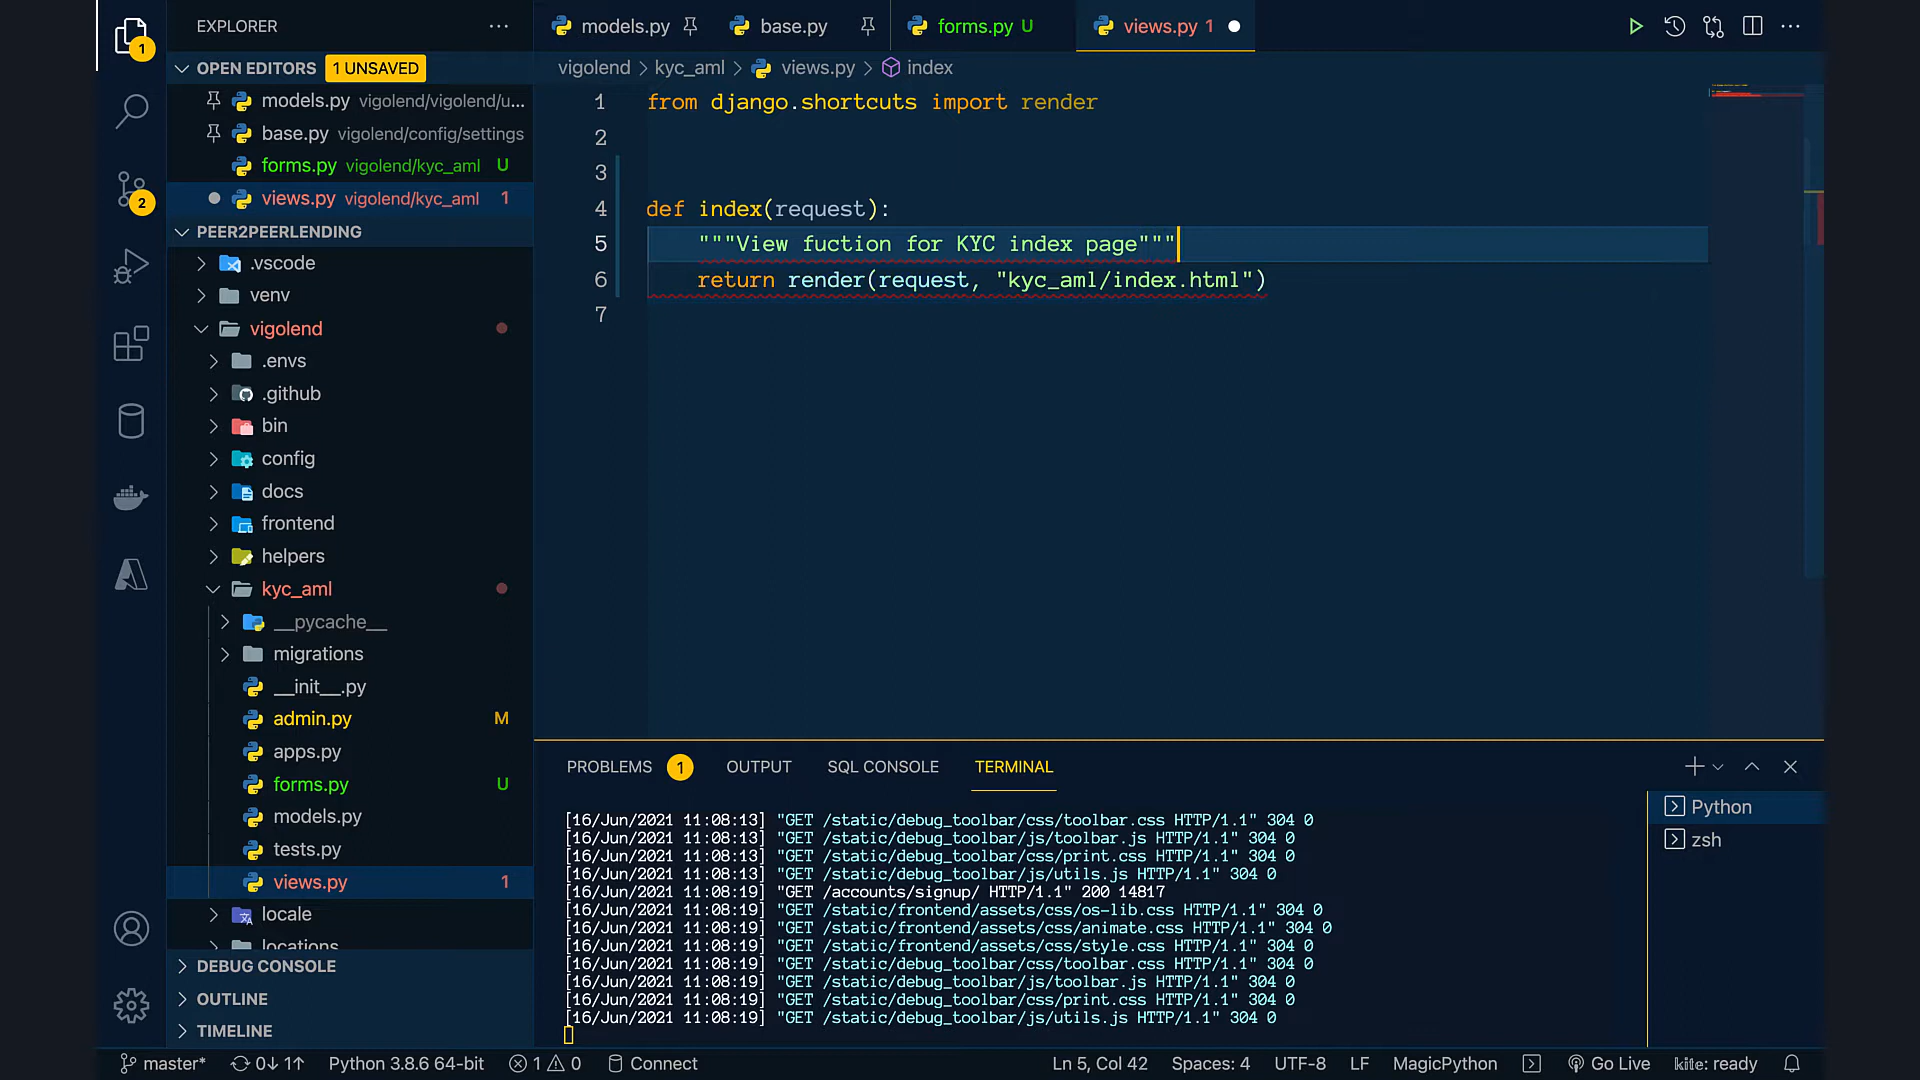 1
EXPLORER
models.py
base.py
forms.py U
views.py 1
OPEN EDITORS 1 UNSAVED
vigolend > kyc_aml > views.py > index
models.py vigolend/vigolend/u...
base.py vigolend/config/settings
forms.py vigolend/kyc_aml U
views.py vigolend/kyc_aml 1
2
PEER2PEERLENDING
.vscode
venv
vigolend
.envs
.github
bin
config
docs
frontend
helpers
kyc_aml
__pycache__
migrations
__init__.py
admin.py M
apps.py
forms.py U
models.py
tests.py
views.py 1
locale
locations
DEBUG CONSOLE
OUTLINE
TIMELINE
1 from django.shortcuts import render
2
3
4 def index(request):
5 """View fuction for KYC index page"""
6 return render(request, "kyc_aml/index.html")
7
PROBLEMS 1 OUTPUT SQL CONSOLE TERMINAL
[16/Jun/2021 11:08:13] "GET /static/debug_toolbar/css/toolbar.css HTTP/1.1" 304 0
[16/Jun/2021 11:08:13] "GET /static/debug_toolbar/js/toolbar.js HTTP/1.1" 304 0
[16/Jun/2021 11:08:13] "GET /static/debug_toolbar/css/print.css HTTP/1.1" 304 0
[16/Jun/2021 11:08:13] "GET /static/debug_toolbar/js/utils.js HTTP/1.1" 304 0
[16/Jun/2021 11:08:19] "GET /accounts/signup/ HTTP/1.1" 200 14817
[16/Jun/2021 11:08:19] "GET /static/frontend/assets/css/os-lib.css HTTP/1.1" 304 0
[16/Jun/2021 11:08:19] "GET /static/frontend/assets/css/animate.css HTTP/1.1" 304 0
[16/Jun/2021 11:08:19] "GET /static/frontend/assets/css/style.css HTTP/1.1" 304 0
[16/Jun/2021 11:08:19] "GET /static/debug_toolbar/css/toolbar.css HTTP/1.1" 304 0
[16/Jun/2021 11:08:19] "GET /static/debug_toolbar/js/toolbar.js HTTP/1.1" 304 0
[16/Jun/2021 11:08:19] "GET /static/debug_toolbar/css/print.css HTTP/1.1" 304 0
[16/Jun/2021 11:08:19] "GET /static/debug_toolbar/js/utils.js HTTP/1.1" 304 0
Python
zsh
master* 0↓ 1↑ Python 3.8.6 64-bit 1 0 Connect Ln 5, Col 42 Spaces: 4 UTF-8 LF MagicPython Go Live kite: ready